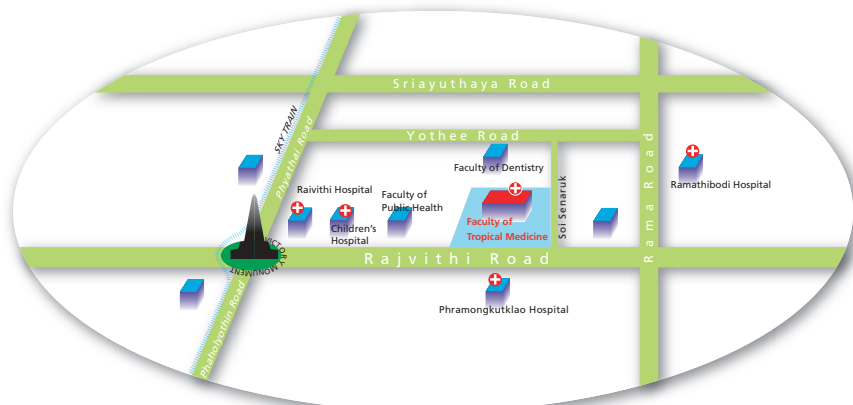 Sriayuthaya Road
SKY TRAIN
Phyathai Road
Yothee Road
Rama Road
Faculty of Dentistry
Soi Senaruk
Ramathibodi Hospital
Raivithi Hospital
Faculty of
Public Health
Children's
Hospital
Faculty of
Tropical Medicine
VICTORY MONUMENT
Rajvithi Road
Phaholyothin Road
Phramongkutklao Hospital